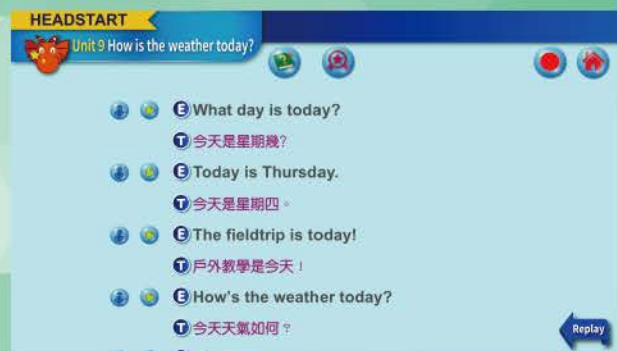 HEADSTART
Unit 9 How is the weather today?
E What day is today?
T 今天是星期幾?
E Today is Thursday.
T 今天是星期四。
E The fieldtrip is today!
T 戶外教學是今天！
E How's the weather today?
T 今天天氣如何？
Replay